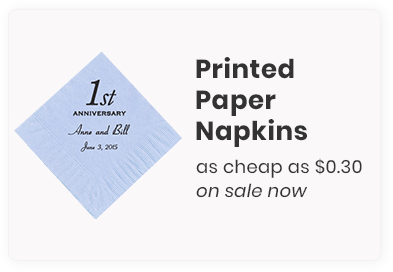 1st
ANNIVERSARY
Anne and Bill
June 3, 2015
Printed
Paper
Napkins
as cheap as $0.30
on sale now